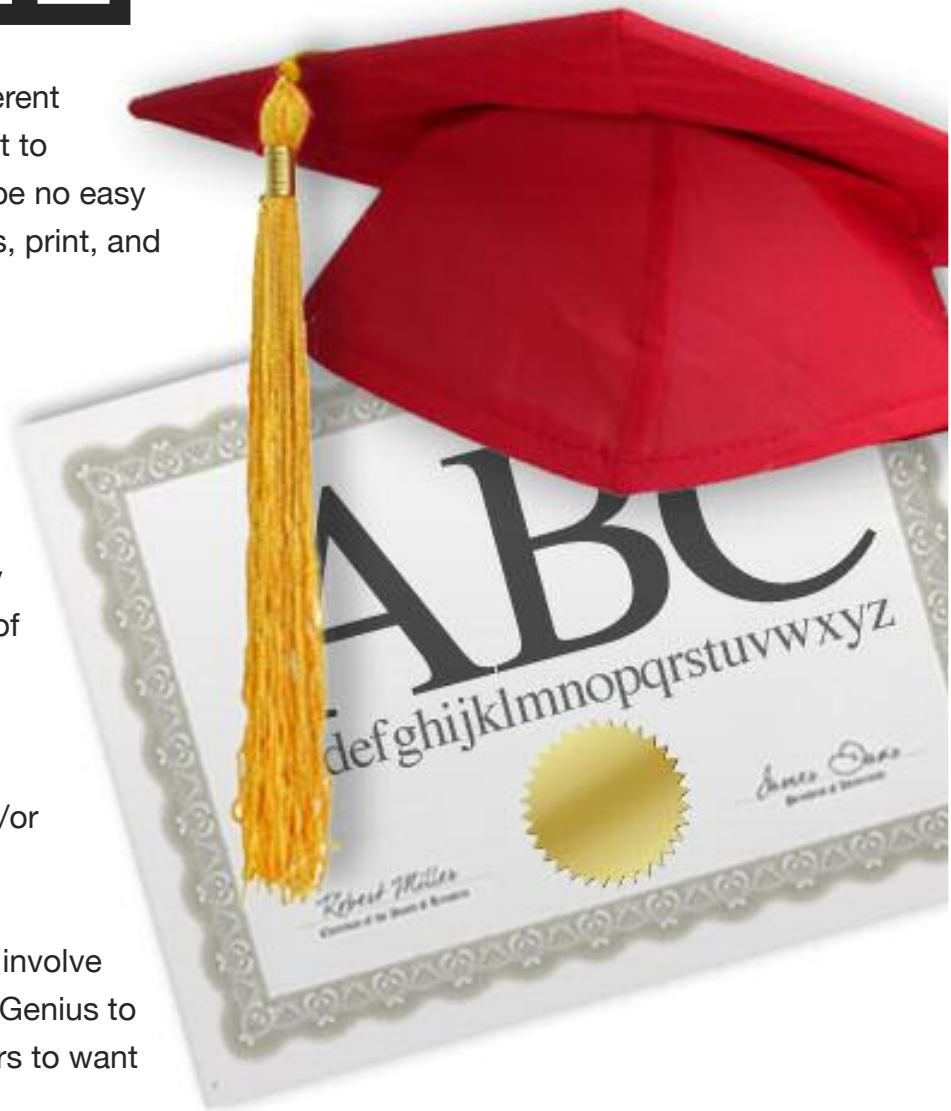 erent
t to
be no easy
s, print, and
of
/or
involve
Genius to
rs to want
ABC
defghijklmnopqrstuvwxyz
Robert Miller
James